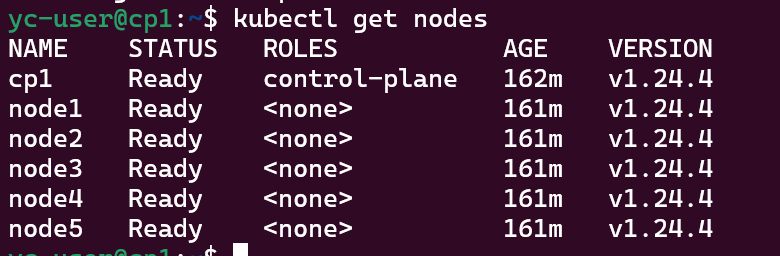 yc-user@cp1:~$ kubectl get nodes
NAME    STATUS   ROLES           AGE    VERSION
cp1     Ready    control-plane   162m   v1.24.4
node1   Ready    <none>          161m   v1.24.4
node2   Ready    <none>          161m   v1.24.4
node3   Ready    <none>          161m   v1.24.4
node4   Ready    <none>          161m   v1.24.4
node5   Ready    <none>          161m   v1.24.4
yc-user@cp1:~$